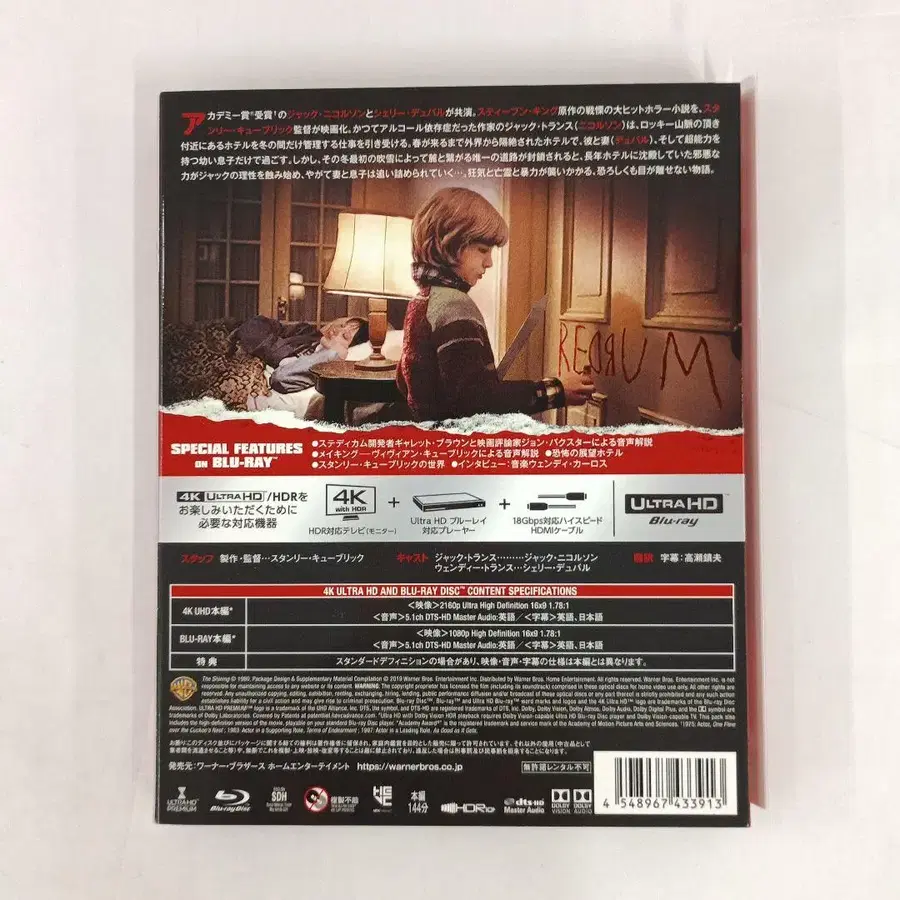 アカデミー賞®受賞†のジャック・ニコルソンとシェリー・デュバルが共演。スティーブン・キング原作の戦慄の大ヒットホラー小説を、スタ
ンリー・キューブリック監督が映画化。かつてアルコール依存症だった作家のジャック・トランス(ニコルソン)は、ロッキー山脈の頂き
付近にあるホテルを冬の間だけ管理する仕事を引き受ける。春が来るまで外界から隔絶されたホテルで、彼と妻(デュバル)、そして超能力を
持つ幼い息子だけで過ごす。しかし、その冬最初の吹雪によって麓と繋がる唯一の道路が封鎖されると、長年ホテルに沈殿していた邪悪な
力がジャックの理性を蝕み始め、やがて妻と息子は追い詰められていく…。狂気と亡霊と暴力が襲いかかる、恐ろしくも目が離せない物語。
REDRUM
SPECIAL FEATURES
ON BLU-RAY™
●ステディカム開発者ギャレット・ブラウンと映画評論家ジョン・バクスターによる音声解説
●メイキング──ヴィヴィアン・キューブリックによる音声解説 ●恐怖の展望ホテル
●スタンリー・キューブリックの世界 ●インタビュー:音楽ウェンディ・カーロス
4K ULTRA HD/HDRを
お楽しみいただくために
必要な対応機器
4K
with HDR
HDR対応テレビ(モニター)
+
Ultra HD ブルーレイ
対応プレーヤー
+
18Gbps対応ハイスピード
HDMIケーブル
ULTRA HD
Blu-ray
スタッフ 製作・監督…スタンリー・キューブリック
キャスト ジャック・トランス………ジャック・ニコルソン
ウェンディー・トランス…シェリー・デュバル
翻訳 字幕:高瀬鎮夫
4K ULTRA HD AND BLU-RAY DISC™ CONTENT SPECIFICATIONS
4K UHD本編*
<映像>2160p Ultra High Definition 16x9 1.78:1
<音声>5.1ch DTS-HD Master Audio:英語/<字幕>英語、日本語
BLU-RAY本編*
<映像>1080p High Definition 16x9 1.78:1
<音声>5.1ch DTS-HD Master Audio:英語/<字幕>英語、日本語
特典
スタンダードデフィニションの場合があり、映像・音声・字幕の仕様は本編とは異なります。
発売元:ワーナー・ブラザース ホームエンターテイメント https://warnerbros.co.jp
無許諾レンタル不可
ULTRA HD
PREMIUM
Blu-ray Disc
SDH
複製不能
本編
144分
HDR10
dts-HD
Master Audio
DOLBY
VISION
DOLBY
AUDIO
4 548967 433913